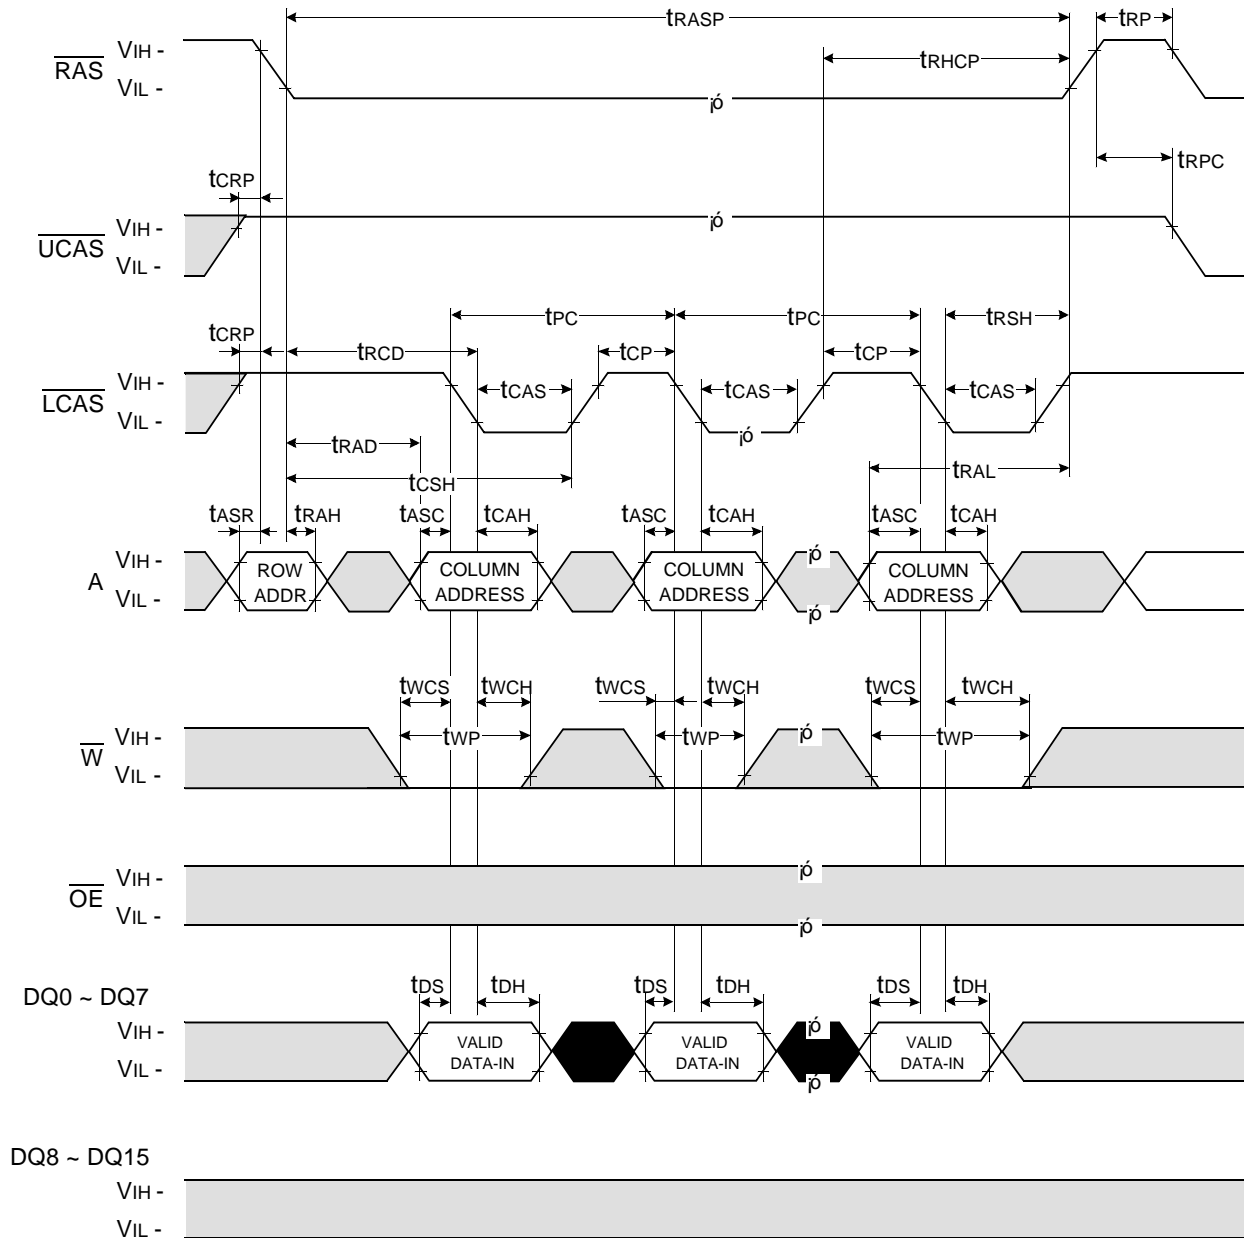 tRASP
tRP
RAS
VIH -
VIL -
tRHCP
¡ó
tRPC
tCRP
UCAS
VIH -
VIL -
¡ó
tPC
tPC
tRSH
tCRP
tRCD
tCP
tCP
LCAS
VIH -
VIL -
tCAS
tCAS
tCAS
¡ó
tRAD
tCSH
tRAL
tASR
tRAH
tASC
tCAH
tASC
tCAH
tASC
tCAH
A
VIH -
VIL -
ROW
ADDR
COLUMN
ADDRESS
COLUMN
ADDRESS
¡ó
¡ó
COLUMN
ADDRESS
tWCS
tWCH
tWCS
tWCH
tWCS
tWCH
W
VIH -
VIL -
tWP
tWP
¡ó
tWP
OE
VIH -
VIL -
¡ó
¡ó
DQ0 ~ DQ7
tDS
tDH
tDS
tDH
tDS
tDH
VIH -
VIL -
VALID
DATA-IN
VALID
DATA-IN
¡ó
¡ó
VALID
DATA-IN
DQ8 ~ DQ15
VIH -
VIL -